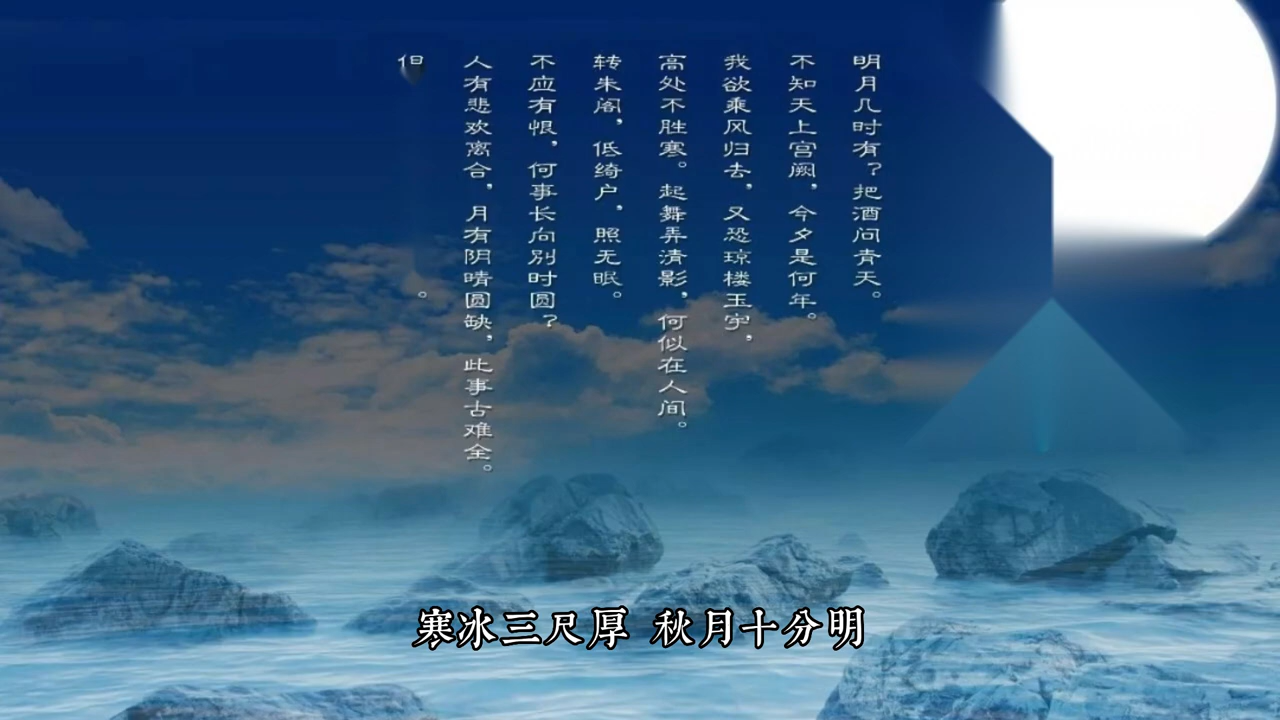 明月几时有？把酒问青天。
不知天上宫阙，今夕是何年。
我欲乘风归去，又恐琼楼玉宇，
高处不胜寒。起舞弄清影，何似在人间。
转朱阁，低绮户，照无眠。
不应有恨，何事长向别时圆？
人有悲欢离合，月有阴晴圆缺，此事古难全。
但。
寒冰三尺厚 秋月十分明